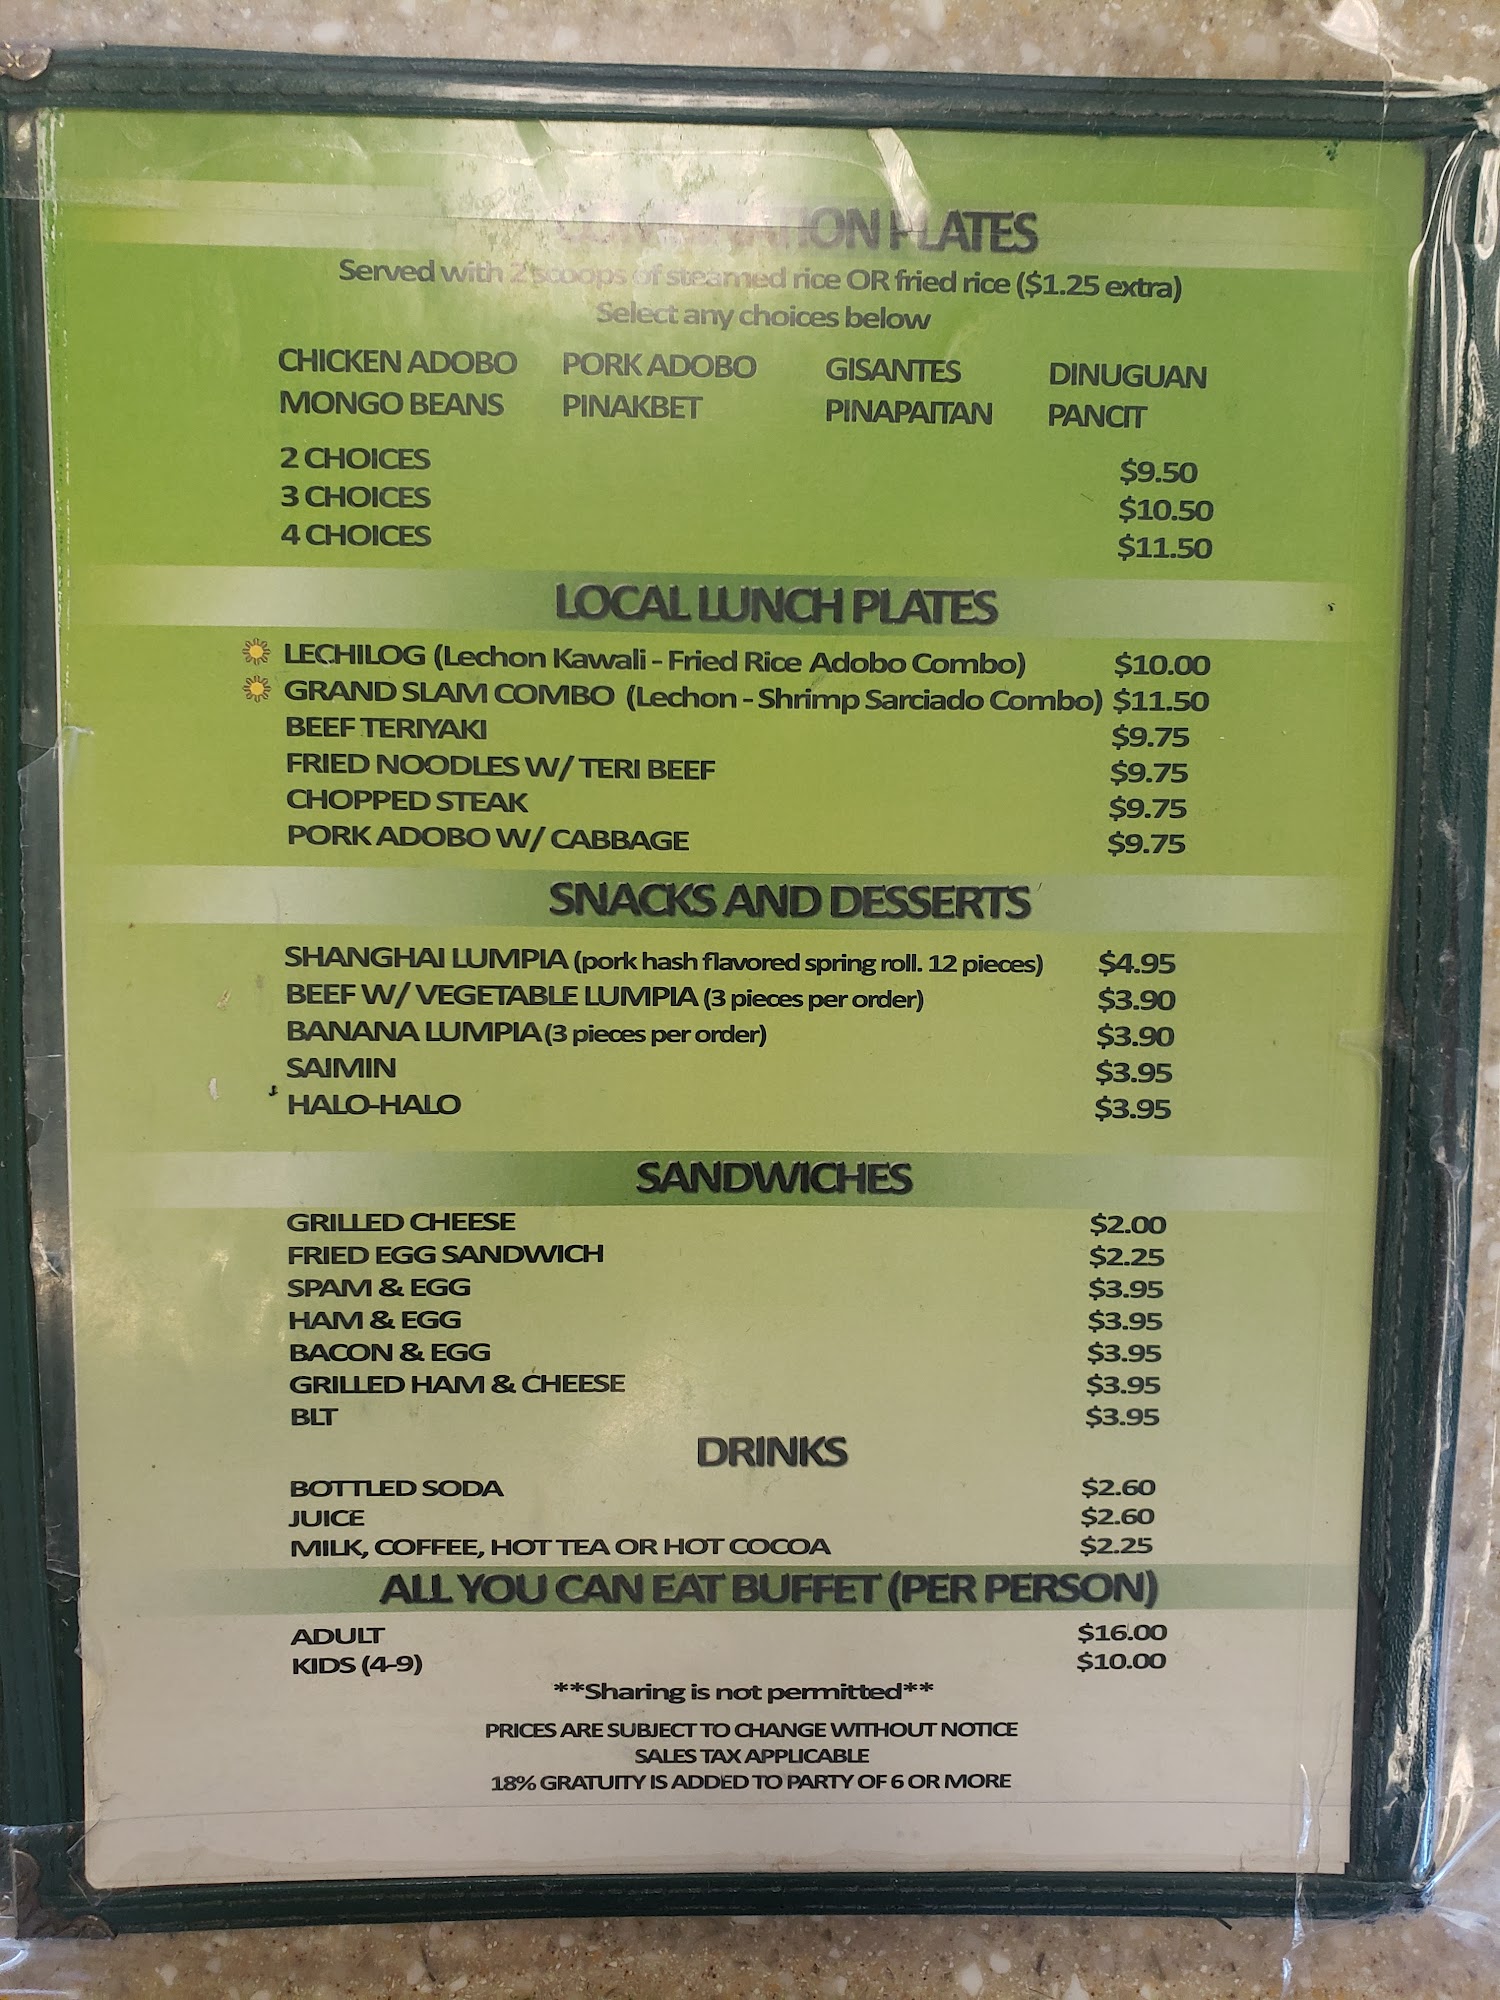 COMBINATION PLATES
Served with 2 scoops of steamed rice OR fried rice ($1.25 extra)
Select any choices below
CHICKEN ADOBO PORK ADOBO GISANTES DINUGUAN
MONGO BEANS PINAKBET PINAPAITAN PANCIT
2 CHOICES $9.50
3 CHOICES $10.50
4 CHOICES $11.50
LOCAL LUNCH PLATES
LECHILOG (Lechon Kawali - Fried Rice Adobo Combo) $10.00
GRAND SLAM COMBO (Lechon - Shrimp Sarciado Combo) $11.50
BEEF TERIYAKI $9.75
FRIED NOODLES W/ TERI BEEF $9.75
CHOPPED STEAK $9.75
PORK ADOBO W/ CABBAGE $9.75
SNACKS AND DESSERTS
SHANGHAI LUMPIA (pork hash flavored spring roll. 12 pieces) $4.95
BEEF W/ VEGETABLE LUMPIA (3 pieces per order) $3.90
BANANA LUMPIA (3 pieces per order) $3.90
SAIMIN $3.95
HALO-HALO $3.95
SANDWICHES
GRILLED CHEESE $2.00
FRIED EGG SANDWICH $2.25
SPAM & EGG $3.95
HAM & EGG $3.95
BACON & EGG $3.95
GRILLED HAM & CHEESE $3.95
BLT $3.95
DRINKS
BOTTLED SODA $2.60
JUICE $2.60
MILK, COFFEE, HOT TEA OR HOT COCOA $2.25
ALL YOU CAN EAT BUFFET (PER PERSON)
ADULT $16.00
KIDS (4-9) $10.00
**Sharing is not permitted**
PRICES ARE SUBJECT TO CHANGE WITHOUT NOTICE
SALES TAX APPLICABLE
18% GRATUITY IS ADDED TO PARTY OF 6 OR MORE